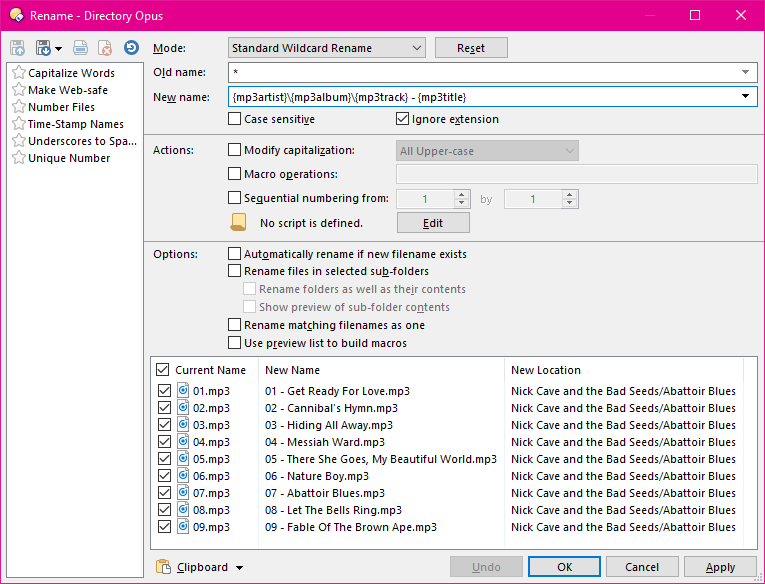 Rename - Directory Opus
Mode: Standard Wildcard Rename Reset
Old name: *
New name: {mp3artist}\{mp3album}\{mp3track} - {mp3title}
Case sensitive Ignore extension
Capitalize Words
Make Web-safe
Number Files
Time-Stamp Names
Underscores to Spa...
Unique Number
Actions: Modify capitalization: All Upper-case
Macro operations:
Sequential numbering from: 1 by 1
No script is defined. Edit
Options: Automatically rename if new filename exists
Rename files in selected sub-folders
Rename folders as well as their contents
Show preview of sub-folder contents
Rename matching filenames as one
Use preview list to build macros
Current Name New Name New Location
01.mp3 01 - Get Ready For Love.mp3 Nick Cave and the Bad Seeds/Abattoir Blues
02.mp3 02 - Cannibal's Hymn.mp3 Nick Cave and the Bad Seeds/Abattoir Blues
03.mp3 03 - Hiding All Away.mp3 Nick Cave and the Bad Seeds/Abattoir Blues
04.mp3 04 - Messiah Ward.mp3 Nick Cave and the Bad Seeds/Abattoir Blues
05.mp3 05 - There She Goes, My Beautiful World.mp3 Nick Cave and the Bad Seeds/Abattoir Blues
06.mp3 06 - Nature Boy.mp3 Nick Cave and the Bad Seeds/Abattoir Blues
07.mp3 07 - Abattoir Blues.mp3 Nick Cave and the Bad Seeds/Abattoir Blues
08.mp3 08 - Let The Bells Ring.mp3 Nick Cave and the Bad Seeds/Abattoir Blues
09.mp3 09 - Fable Of The Brown Ape.mp3 Nick Cave and the Bad Seeds/Abattoir Blues
Clipboard Undo OK Cancel Apply